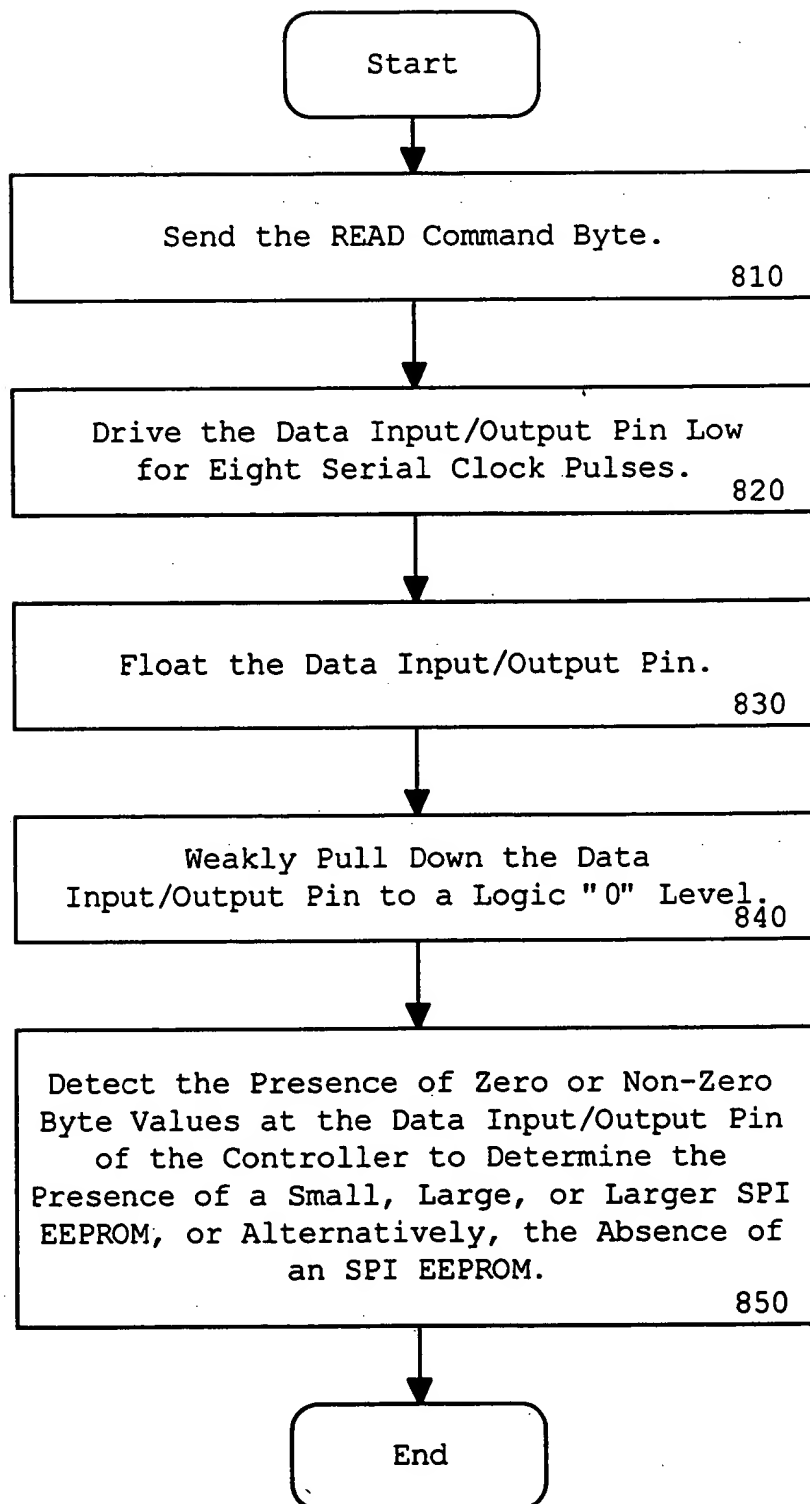 Start
Send the READ Command Byte.
810
Drive the Data Input/Output Pin Low
for Eight Serial Clock Pulses.
820
Float the Data Input/Output Pin.
830
Weakly Pull Down the Data
Input/Output Pin to a Logic "0" Level.
840
Detect the Presence of Zero or Non-Zero
Byte Values at the Data Input/Output Pin
of the Controller to Determine the
Presence of a Small, Large, or Larger SPI
EEPROM, or Alternatively, the Absence of
an SPI EEPROM.
850
End